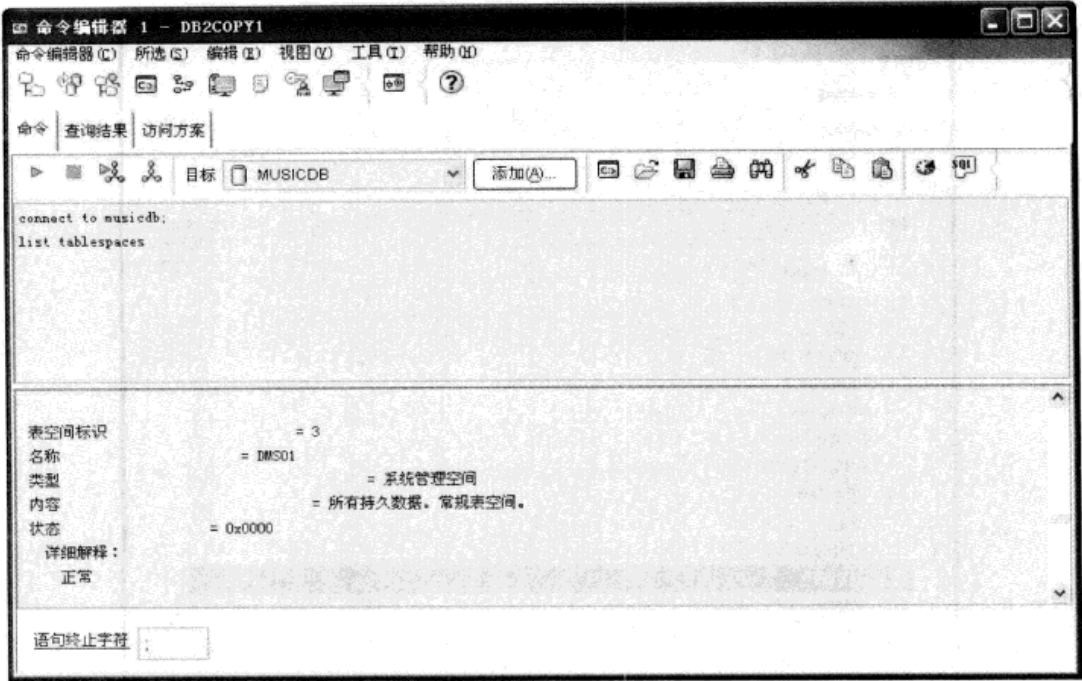 命令编辑器 1 - DB2COPY1
命令编辑器(C) 所选(S) 编辑(E) 视图(V) 工具(T) 帮助(H)
命令 查询结果 访问方案
目标 MUSICDB 添加(A)... SQL
connect to musicdb;
list tablespaces
表空间标识 = 3
名称 = DMS01
类型 = 系统管理空间
内容 = 所有持久数据。常规表空间。
状态 = 0x0000
详细解释：
正常
语句终止字符 ;